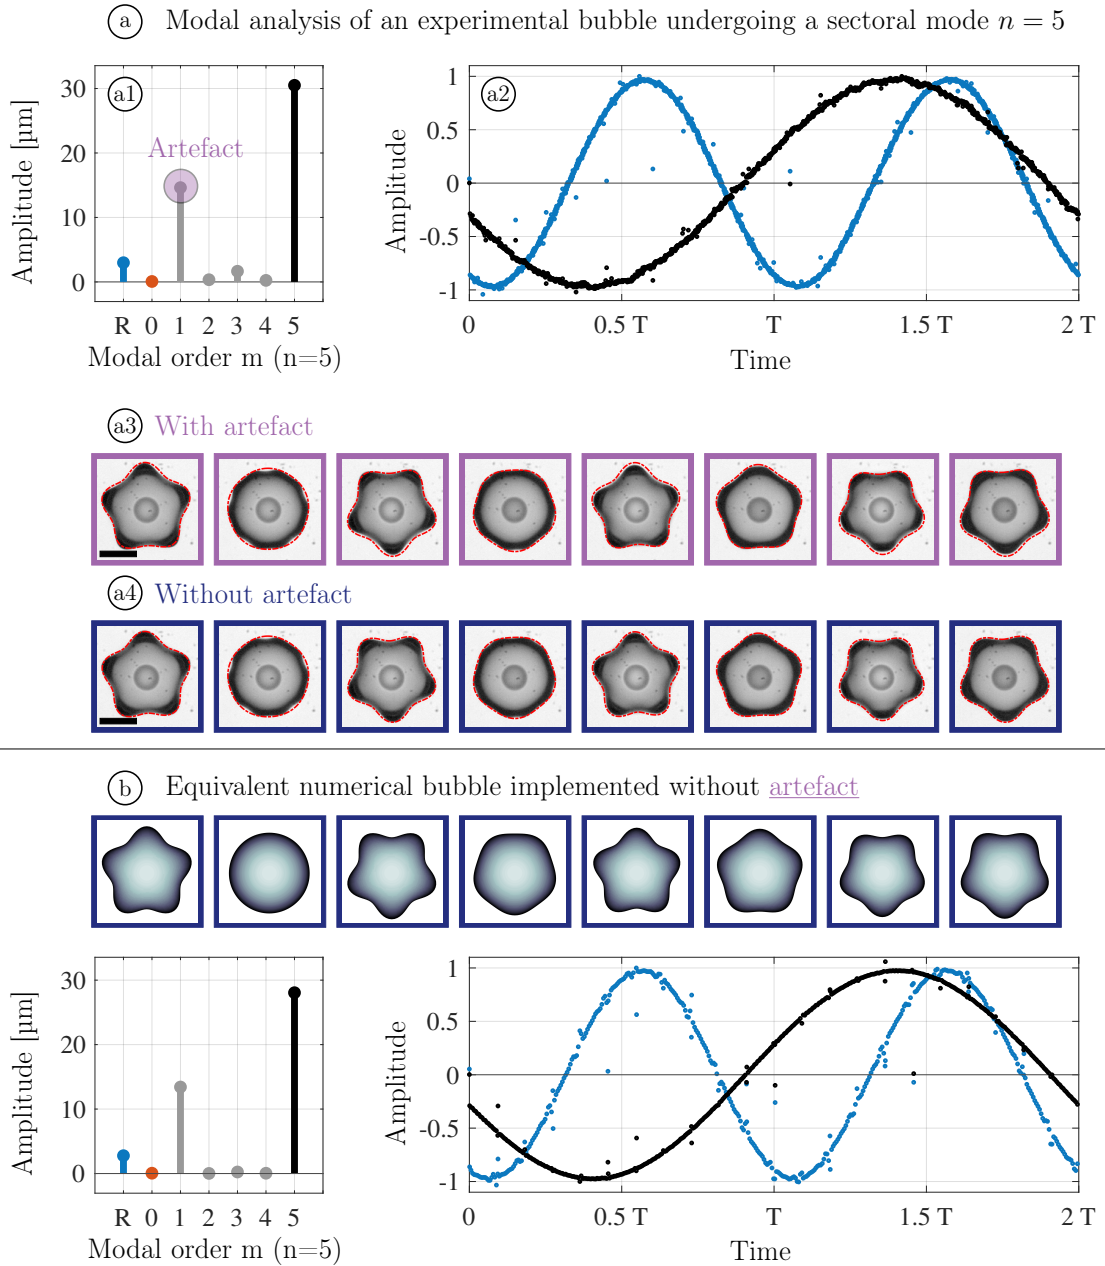 a Modal analysis of an experimental bubble undergoing a sectoral mode n = 5
a1
Artefact
Amplitude [µm]
30
20
10
0
R 0 1 2 3 4 5
Modal order m (n=5)
a2
Amplitude
1
0.5
0
-0.5
-1
0 0.5 T T 1.5 T 2 T
Time
a3 With artefact
a4 Without artefact
b Equivalent numerical bubble implemented without artefact
Amplitude [µm]
30
20
10
0
R 0 1 2 3 4 5
Modal order m (n=5)
Amplitude
1
0.5
0
-0.5
-1
0 0.5 T T 1.5 T 2 T
Time